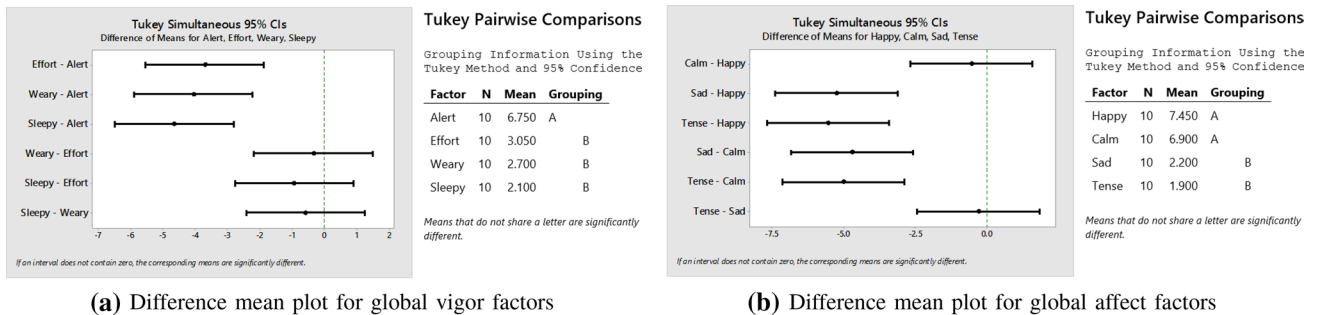 Tukey Simultaneous 95% CIs
Difference of Means for Alert, Effort, Weary, Sleepy
Effort - Alert
Weary - Alert
Sleepy - Alert
Weary - Effort
Sleepy - Effort
Sleepy - Weary
-7 -6 -5 -4 -3 -2 -1 0 1 2
If an interval does not contain zero, the corresponding means are significantly different.
Tukey Pairwise Comparisons
Grouping Information Using the
Tukey Method and 95% Confidence
Factor N Mean Grouping
Alert 10 6.750 A
Effort 10 3.050 B
Weary 10 2.700 B
Sleepy 10 2.100 B
Means that do not share a letter are significantly
different.
(a) Difference mean plot for global vigor factors
Tukey Simultaneous 95% CIs
Difference of Means for Happy, Calm, Sad, Tense
Calm - Happy
Sad - Happy
Tense - Happy
Sad - Calm
Tense - Calm
Tense - Sad
-7.5 -5.0 -2.5 0.0
If an interval does not contain zero, the corresponding means are significantly different.
Tukey Pairwise Comparisons
Grouping Information Using the
Tukey Method and 95% Confidence
Factor N Mean Grouping
Happy 10 7.450 A
Calm 10 6.900 A
Sad 10 2.200 B
Tense 10 1.900 B
Means that do not share a letter are significantly
different.
(b) Difference mean plot for global affect factors